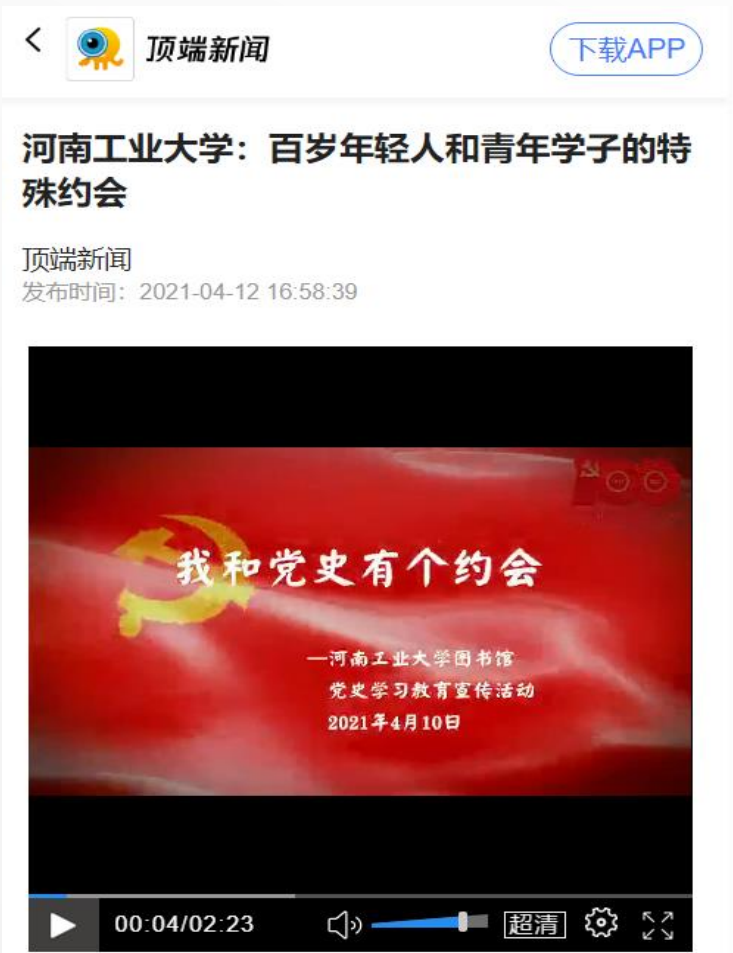 顶端新闻
下载APP
河南工业大学：百岁年轻人和青年学子的特
殊约会
顶端新闻
发布时间：2021-04-12 16:58:39
我和党史有个约会
—河南工业大学图书馆
党史学习教育宣传活动
2021年4月10日
00:04/02:23
超清